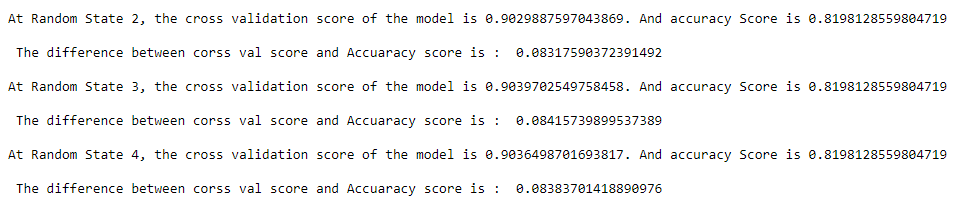 At Random State 2, the cross validation score of the model is 0.9029887597043869. And accuracy Score is 0.8198128559804719
The difference between corss val score and Accuaracy score is :  0.08317590372391492
At Random State 3, the cross validation score of the model is 0.9039702549758458. And accuracy Score is 0.8198128559804719
The difference between corss val score and Accuaracy score is :  0.08415739899537389
At Random State 4, the cross validation score of the model is 0.9036498701693817. And accuracy Score is 0.8198128559804719
The difference between corss val score and Accuaracy score is :  0.08383701418890976